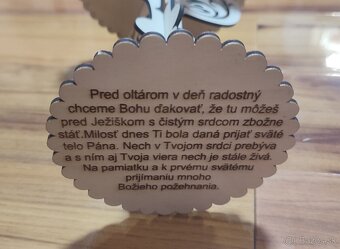 Pred oltárom v deň radostný
chceme Bohu ďakovať, že tu môžeš
pred Ježiškom s čistým srdcom zbožne
stáť.Milosť dnes Ti bola daná prijať sväté
telo Pána. Nech v Tvojom srdci prebýva
a s ním aj Tvoja viera nech je stále živá.
Na pamiatku a k prvému svätému
prijímaniu mnoho
Božieho požehnania.